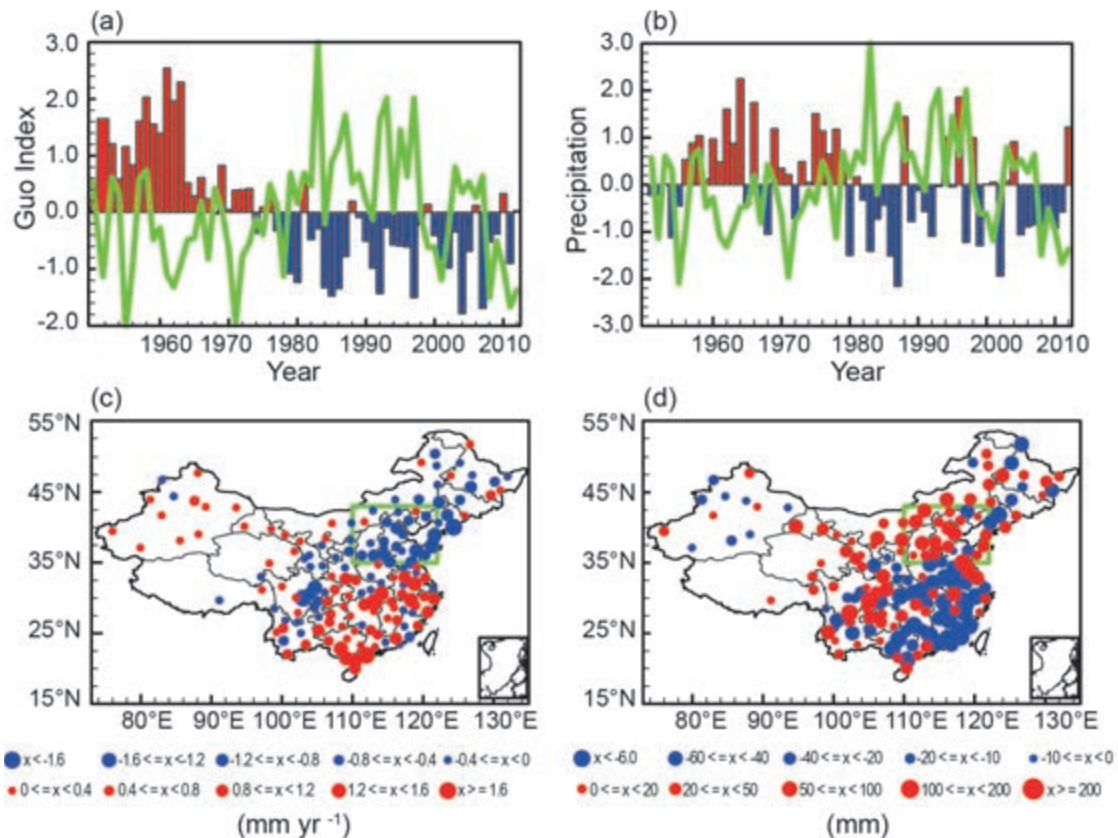 (a) (b)
3.0 3.0
2.0 2.0
1.0 1.0
0.0 0.0
-1.0 -1.0
-2.0 -2.0
-3.0
Guo Index Precipitation
1960 1970 1980 1990 2000 2010 1960 1970 1980 1990 2000 2010
Year Year
(c) (d)
55°N 55°N
45°N 45°N
35°N 35°N
25°N 25°N
15°N 15°N
80°E 90°E 100°E 110°E 120°E 130°E 80°E 90°E 100°E 110°E 120°E 130°E
x<-1.6 -1.6<=x<-1.2 -1.2<=x<-0.8 -0.8<=x<-0.4 -0.4<=x<0 x<-6.0 -60<=x<-40 -40<=x<-20 -20<=x<-10 -10<=x<0
0<=x<0.4 0.4<=x<0.8 0.8<=x<1.2 1.2<=x<1.6 x>=1.6 0<=x<20 20<=x<50 50<=x<100 100<=x<200 x>=200
(mm yr⁻¹) (mm)